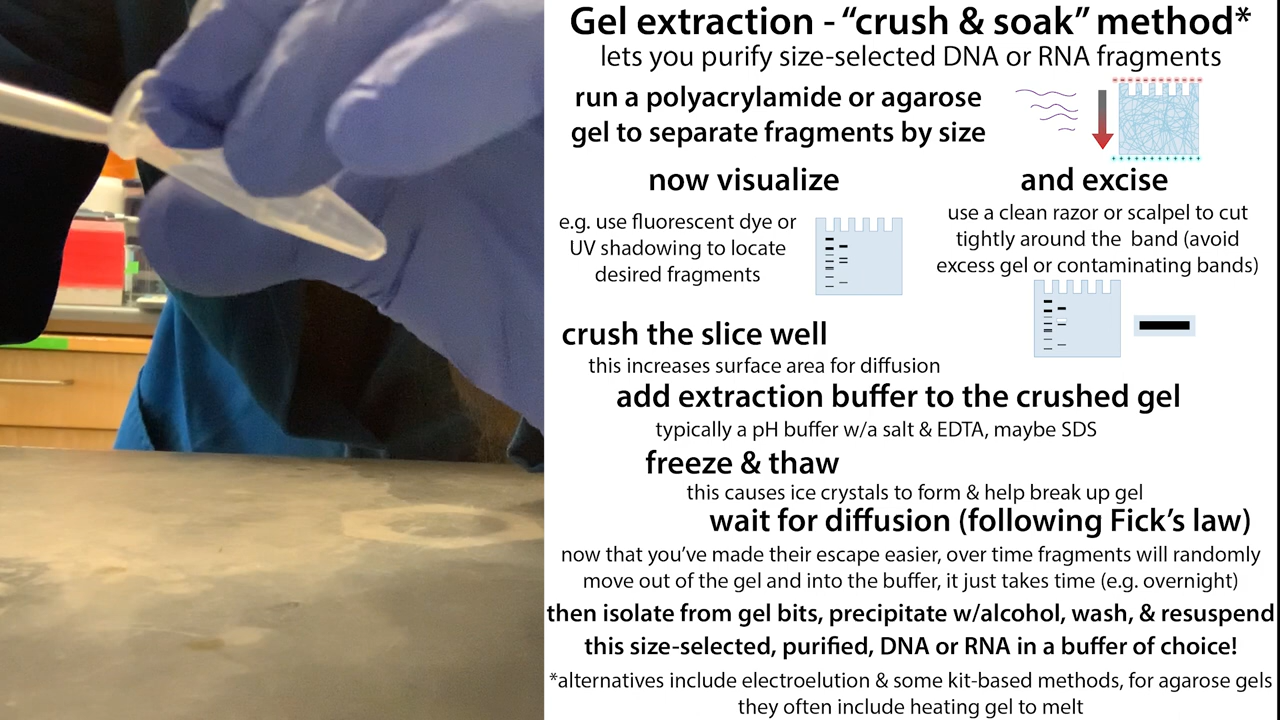 Gel extraction - “crush & soak” method*
lets you purify size-selected DNA or RNA fragments
run a polyacrylamide or agarose
gel to separate fragments by size
now visualize
e.g. use fluorescent dye or
UV shadowing to locate
desired fragments
and excise
use a clean razor or scalpel to cut
tightly around the band (avoid
excess gel or contaminating bands)
crush the slice well
this increases surface area for diffusion
add extraction buffer to the crushed gel
typically a pH buffer w/a salt & EDTA, maybe SDS
freeze & thaw
this causes ice crystals to form & help break up gel
wait for diffusion (following Fick’s law)
now that you’ve made their escape easier, over time fragments will randomly
move out of the gel and into the buffer, it just takes time (e.g. overnight)
then isolate from gel bits, precipitate w/alcohol, wash, & resuspend
this size-selected, purified, DNA or RNA in a buffer of choice!
*alternatives include electroelution & some kit-based methods, for agarose gels
they often include heating gel to melt